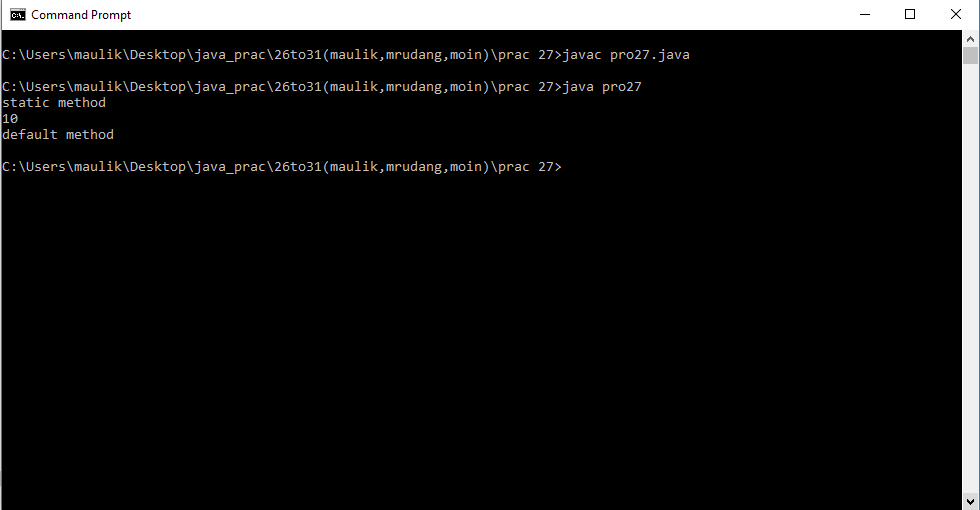 Command Prompt
C:\Users\maulik\Desktop\java_prac\26to31(maulik,mrudang,moin)\prac 27>javac pro27.java
C:\Users\maulik\Desktop\java_prac\26to31(maulik,mrudang,moin)\prac 27>java pro27
static method
10
default method
C:\Users\maulik\Desktop\java_prac\26to31(maulik,mrudang,moin)\prac 27>